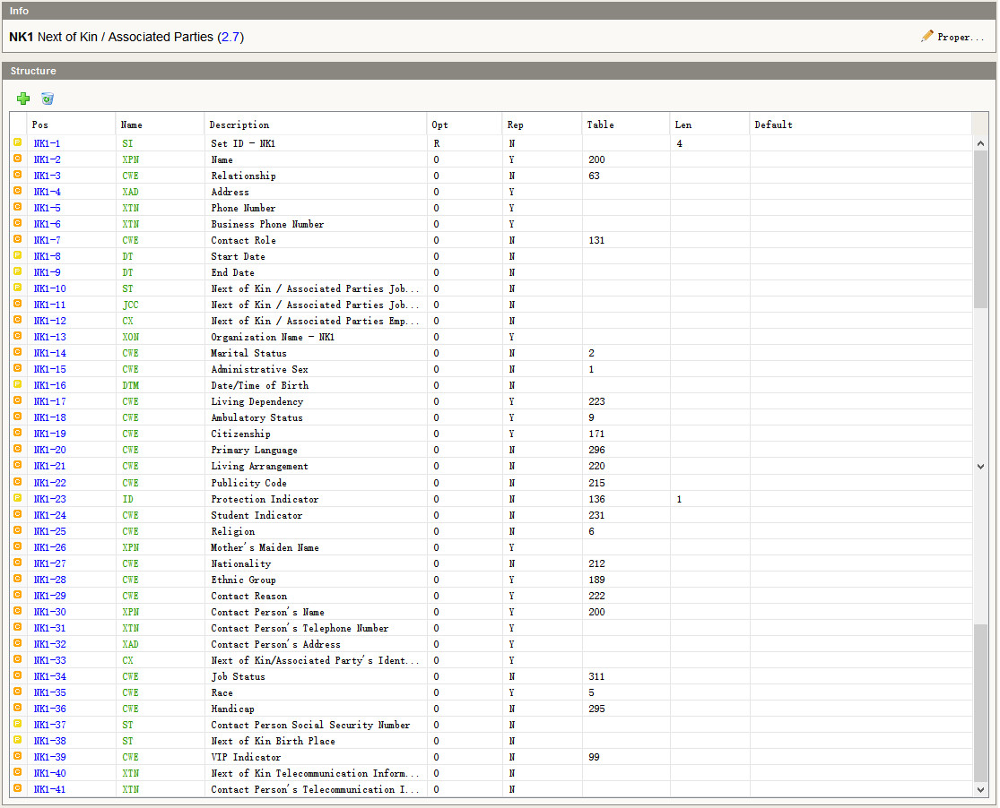 Info
NK1 Next of Kin / Associated Parties (2.7)
Proper...
Structure
Pos Name Description Opt Rep Table Len Default
P NK1-1 SI Set ID - NK1 R N 4
C NK1-2 XPN Name O Y 200
C NK1-3 CWE Relationship O N 63
C NK1-4 XAD Address O Y
C NK1-5 XTN Phone Number O Y
C NK1-6 XTN Business Phone Number O Y
C NK1-7 CWE Contact Role O N 131
P NK1-8 DT Start Date O N
P NK1-9 DT End Date O N
P NK1-10 ST Next of Kin / Associated Parties Job... O N
C NK1-11 JCC Next of Kin / Associated Parties Job... O N
C NK1-12 CX Next of Kin / Associated Parties Emp... O N
C NK1-13 XON Organization Name - NK1 O Y
C NK1-14 CWE Marital Status O N 2
C NK1-15 CWE Administrative Sex O N 1
P NK1-16 DTM Date/Time of Birth O N
C NK1-17 CWE Living Dependency O Y 223
C NK1-18 CWE Ambulatory Status O Y 9
C NK1-19 CWE Citizenship O Y 171
C NK1-20 CWE Primary Language O N 296
C NK1-21 CWE Living Arrangement O N 220
C NK1-22 CWE Publicity Code O N 215
P NK1-23 ID Protection Indicator O N 136 1
C NK1-24 CWE Student Indicator O N 231
C NK1-25 CWE Religion O N 6
C NK1-26 XPN Mother's Maiden Name O Y
C NK1-27 CWE Nationality O N 212
C NK1-28 CWE Ethnic Group O Y 189
C NK1-29 CWE Contact Reason O Y 222
C NK1-30 XPN Contact Person's Name O Y 200
C NK1-31 XTN Contact Person's Telephone Number O Y
C NK1-32 XAD Contact Person's Address O Y
C NK1-33 CX Next of Kin/Associated Party's Ident... O Y
C NK1-34 CWE Job Status O N 311
C NK1-35 CWE Race O Y 5
C NK1-36 CWE Handicap O N 295
P NK1-37 ST Contact Person Social Security Number O N
P NK1-38 ST Next of Kin Birth Place O N
C NK1-39 CWE VIP Indicator O N 99
C NK1-40 XTN Next of Kin Telecommunication Inform... O N
C NK1-41 XTN Contact Person's Telecommunication I... O N